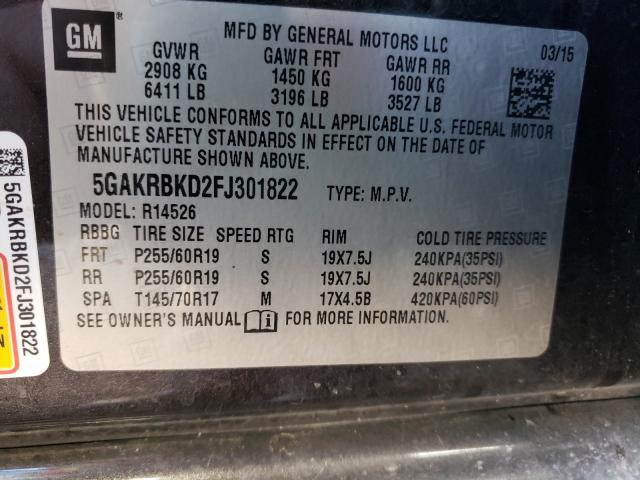 GM
MFD BY GENERAL MOTORS LLC
03/15
GVWR GAWR FRT GAWR RR
2908 KG 1450 KG 1600 KG
6411 LB 3196 LB 3527 LB
THIS VEHICLE CONFORMS TO ALL APPLICABLE U.S. FEDERAL MOTOR
VEHICLE SAFETY STANDARDS IN EFFECT ON THE DATE OF
MANUFACTURE SHOWN ABOVE.
5GAKRBKD2FJ301822 TYPE: M.P.V.
MODEL: R14526
RBBG TIRE SIZE SPEED RTG RIM COLD TIRE PRESSURE
FRT P255/60R19 S 19X7.5J 240KPA(35PSI)
RR P255/60R19 S 19X7.5J 240KPA(35PSI)
SPA T145/70R17 M 17X4.5B 420KPA(60PSI)
SEE OWNER'S MANUAL i FOR MORE INFORMATION.
5GAKRBKD2FJ301822